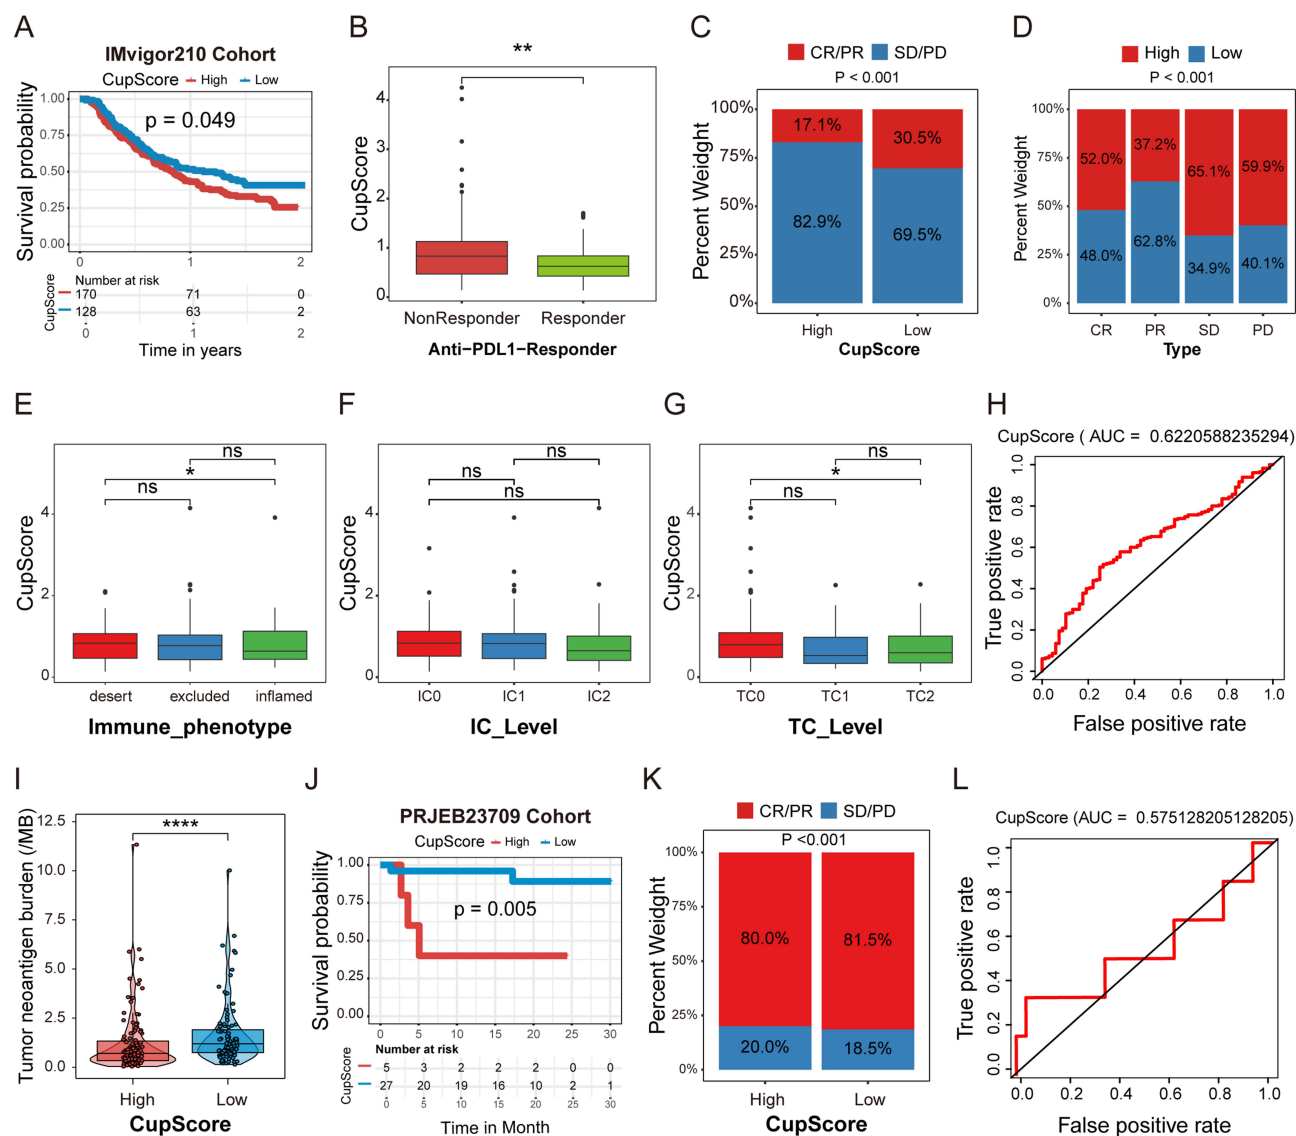 A
IMvigor210 Cohort
CupScore High Low
Survival probability
1.00
0.75
0.50
0.25
0.00
p = 0.049
0 1 2
Number at risk
CupScore
170 71 0
128 63 2
0 1 2
Time in years
B
**
CupScore
4
3
2
1
0
NonResponder Responder
Anti-PDL1-Responder
C
CR/PR SD/PD
P < 0.001
Percent Weidght
100%
75%
50%
25%
0%
17.1% 30.5%
82.9% 69.5%
High Low
CupScore
D
High Low
P < 0.001
Percent Weidght
100%
75%
50%
25%
0%
52.0% 37.2% 65.1% 59.9%
48.0% 62.8% 34.9% 40.1%
CR PR SD PD
Type
E
ns
*
ns
CupScore
4
2
0
desert excluded inflamed
Immune_phenotype
F
ns
ns
ns
CupScore
4
2
0
IC0 IC1 IC2
IC_Level
G
ns
*
ns
CupScore
4
2
0
TC0 TC1 TC2
TC_Level
H
CupScore ( AUC = 0.6220588235294)
True positive rate
1.0
0.8
0.6
0.4
0.2
0.0
0.0 0.2 0.4 0.6 0.8 1.0
False positive rate
I
****
Tumor neoantigen burden (/MB)
12.5
10.0
7.5
5.0
2.5
0.0
High Low
CupScore
J
PRJEB23709 Cohort
CupScore High Low
Survival probability
1.00
0.75
0.50
0.25
0.00
p = 0.005
0 5 10 15 20 25 30
Number at risk
CupScore
5 3 2 2 2 0 0
27 20 19 16 10 2 1
0 5 10 15 20 25 30
Time in Month
K
CR/PR SD/PD
P <0.001
Percent Weidght
100%
75%
50%
25%
0%
80.0% 81.5%
20.0% 18.5%
High Low
CupScore
L
CupScore (AUC = 0.575128205128205)
True positive rate
1.0
0.8
0.6
0.4
0.2
0.0
0.0 0.2 0.4 0.6 0.8 1.0
False positive rate